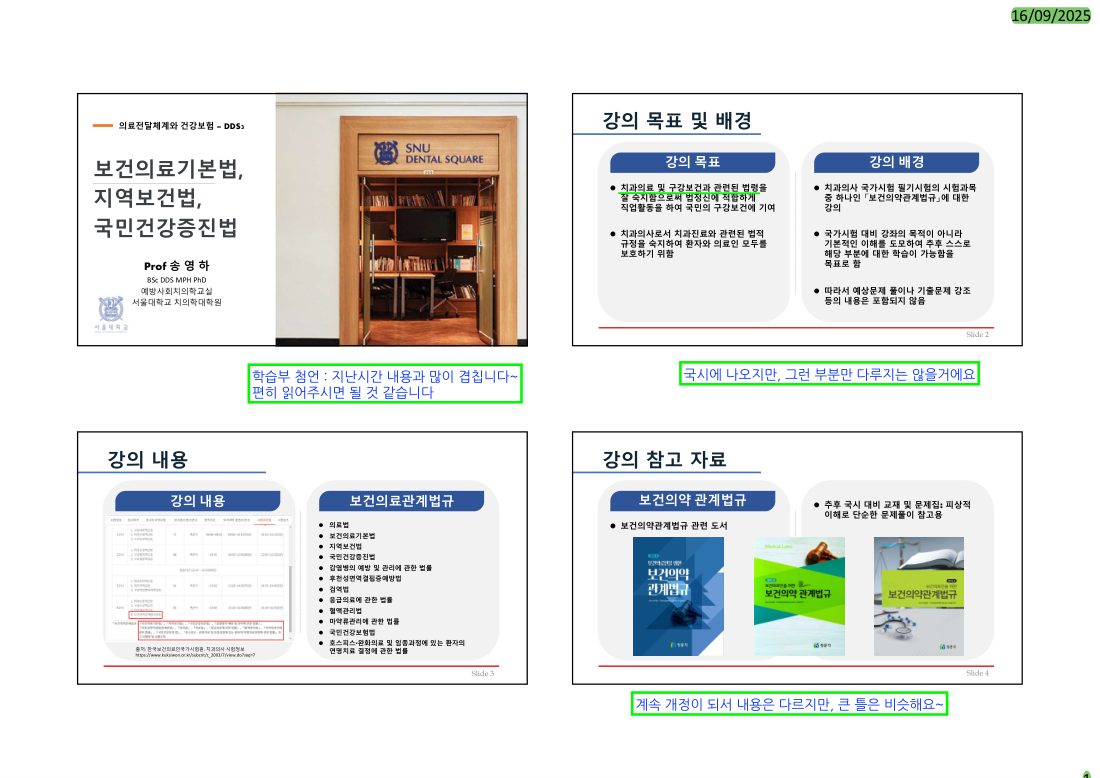 16/09/2025
의료전달체계와 건강보험 – DDS3
보건의료기본법,
지역보건법,
국민건강증진법
Prof 송 영 하
BSc DDS MPH PhD
예방사회치의학교실
서울대학교 치의학대학원
서울대학교
SNU
DENTAL SQUARE
학습부 첨언 : 지난시간 내용과 많이 겹칩니다~
편히 읽어주시면 될 것 같습니다
강의 목표 및 배경
강의 목표
● 치과의료 및 구강보건과 관련된 법령을
잘 숙지함으로써 법정신에 적합하게
직업활동을 하여 국민의 구강보건에 기여
● 치과의사로서 치과진료와 관련된 법적
규정을 숙지하여 환자와 의료인 모두를
보호하기 위함
강의 배경
● 치과의사 국가시험 필기시험의 시험과목
중 하나인 「보건의약관계법규」에 대한
강의
● 국가시험 대비 강좌의 목적이 아니라
기본적인 이해를 도모하여 추후 스스로
해당 부분에 대한 학습이 가능함을
목표로 함
● 따라서 예상문제 풀이나 기출문제 강조
등의 내용은 포함되지 않음
Slide 2
국시에 나오지만, 그런 부분만 다루지는 않을거에요
강의 내용
강의 내용
출처: 한국보건의료인국가시험원, 치과의사 시험정보
보건의료관계법규
● 의료법
● 보건의료기본법
● 지역보건법
● 국민건강증진법
● 감염병의 예방 및 관리에 관한 법률
● 후천성면역결핍증예방법
● 검역법
● 응급의료에 관한 법률
● 혈액관리법
● 마약류관리에 관한 법률
● 국민건강보험법
● 호스피스·완화의료 및 임종과정에 있는 환자의
연명치료 결정에 관한 법률
Slide 3
강의 참고 자료
보건의약 관계법규
● 보건의약관계법규 관련 도서
● 추후 국시 대비 교재 및 문제집: 피상적
이해로 단순한 문제풀이 참고용
보건의약
관계법규
Medical Laws
보건의약 관계법규
보건의약관계법규
Slide 4
계속 개정이 되서 내용은 다르지만, 큰 틀은 비슷해요~